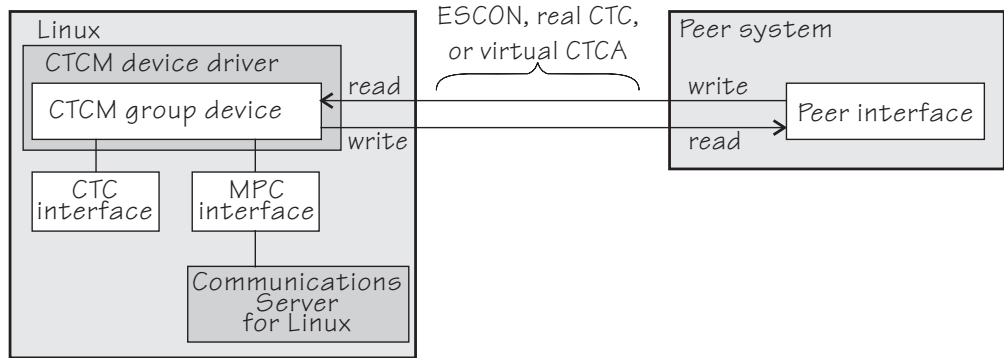 Linux
CTCM device driver
CTCM group device
CTC
interface
MPC
interface
Communications
Server
for Linux
read
write
ESCON, real CTC,
or virtual CTCA
write
read
Peer system
Peer interface